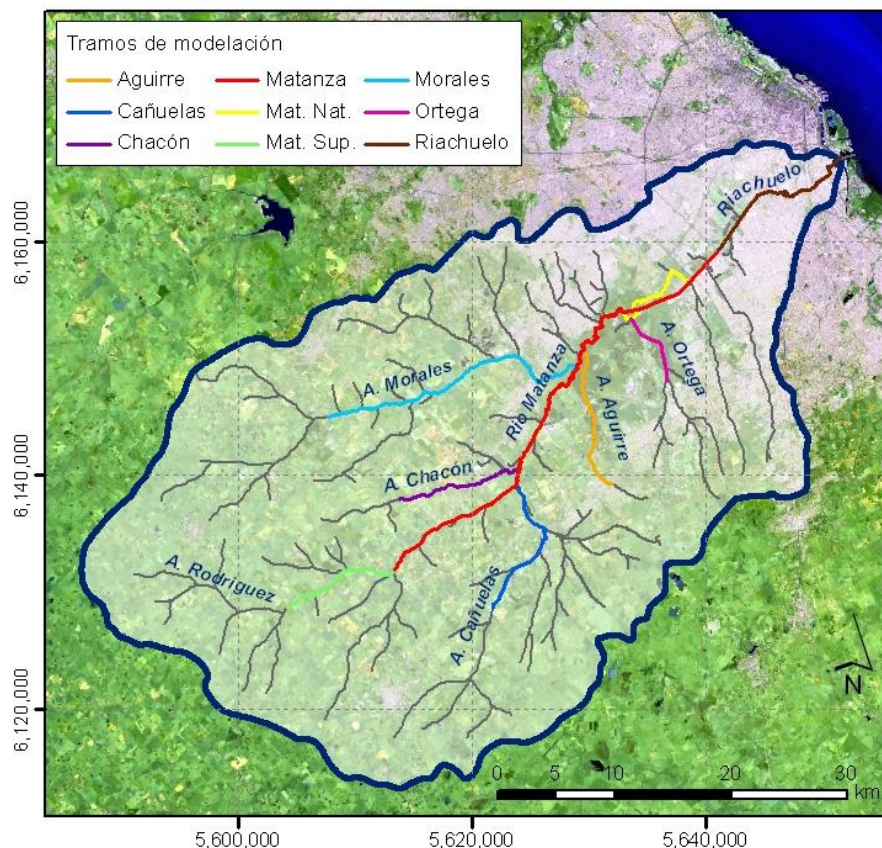 Tramos de modelación
Aguirre Matanza Morales
Cañuelas Mat. Nat. Ortega
Chacón Mat. Sup. Riachuelo
Riachuelo
6,160,000
A. Morales
Río Matanza
A. Ortega
A. Aguirre
6,140,000
A. Chacón
A. Rodríguez
A. Cañuelas
N
6,120,000
0 5 10 20 30
km
5,600,000 5,620,000 5,640,000